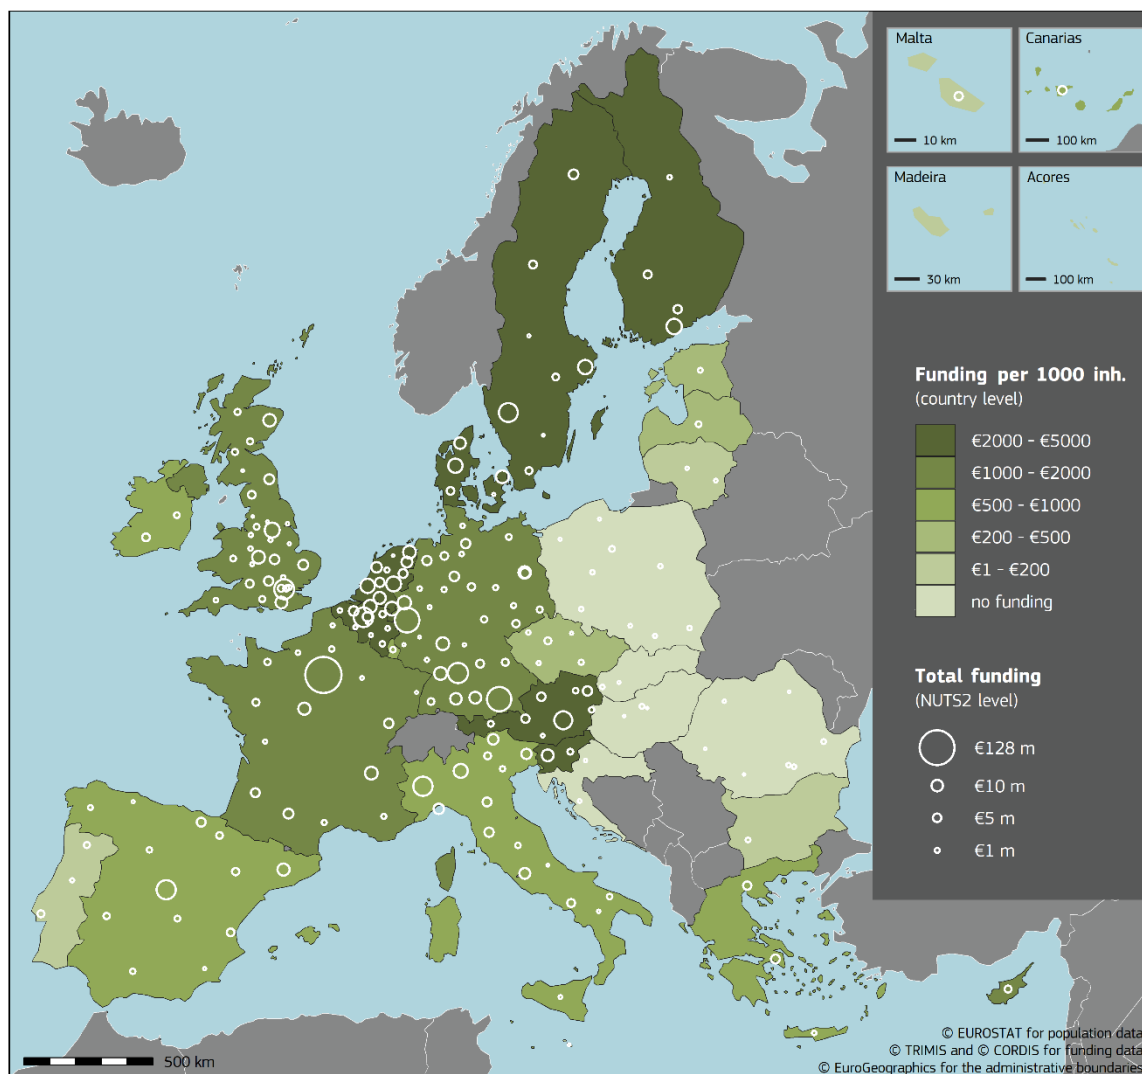 Malta
10 km
Canarias
100 km
Madeira
30 km
Acores
100 km
Funding per 1000 inh.
(country level)
€2000 - €5000
€1000 - €2000
€500 - €1000
€200 - €500
€1 - €200
no funding
Total funding
(NUTS2 level)
€128 m
€10 m
€5 m
€1 m
500 km
© EUROSTAT for population data
© TRIMIS and © CORDIS for funding data
© EuroGeographics for the administrative boundaries